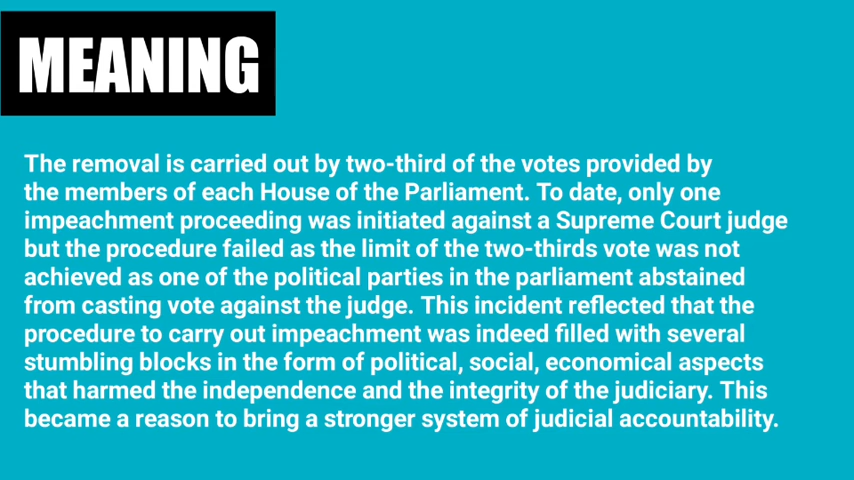 MEANING
The removal is carried out by two-third of the votes provided by
the members of each House of the Parliament. To date, only one
impeachment proceeding was initiated against a Supreme Court judge
but the procedure failed as the limit of the two-thirds vote was not
achieved as one of the political parties in the parliament abstained
from casting vote against the judge. This incident reflected that the
procedure to carry out impeachment was indeed filled with several
stumbling blocks in the form of political, social, economical aspects
that harmed the independence and the integrity of the judiciary. This
became a reason to bring a stronger system of judicial accountability.